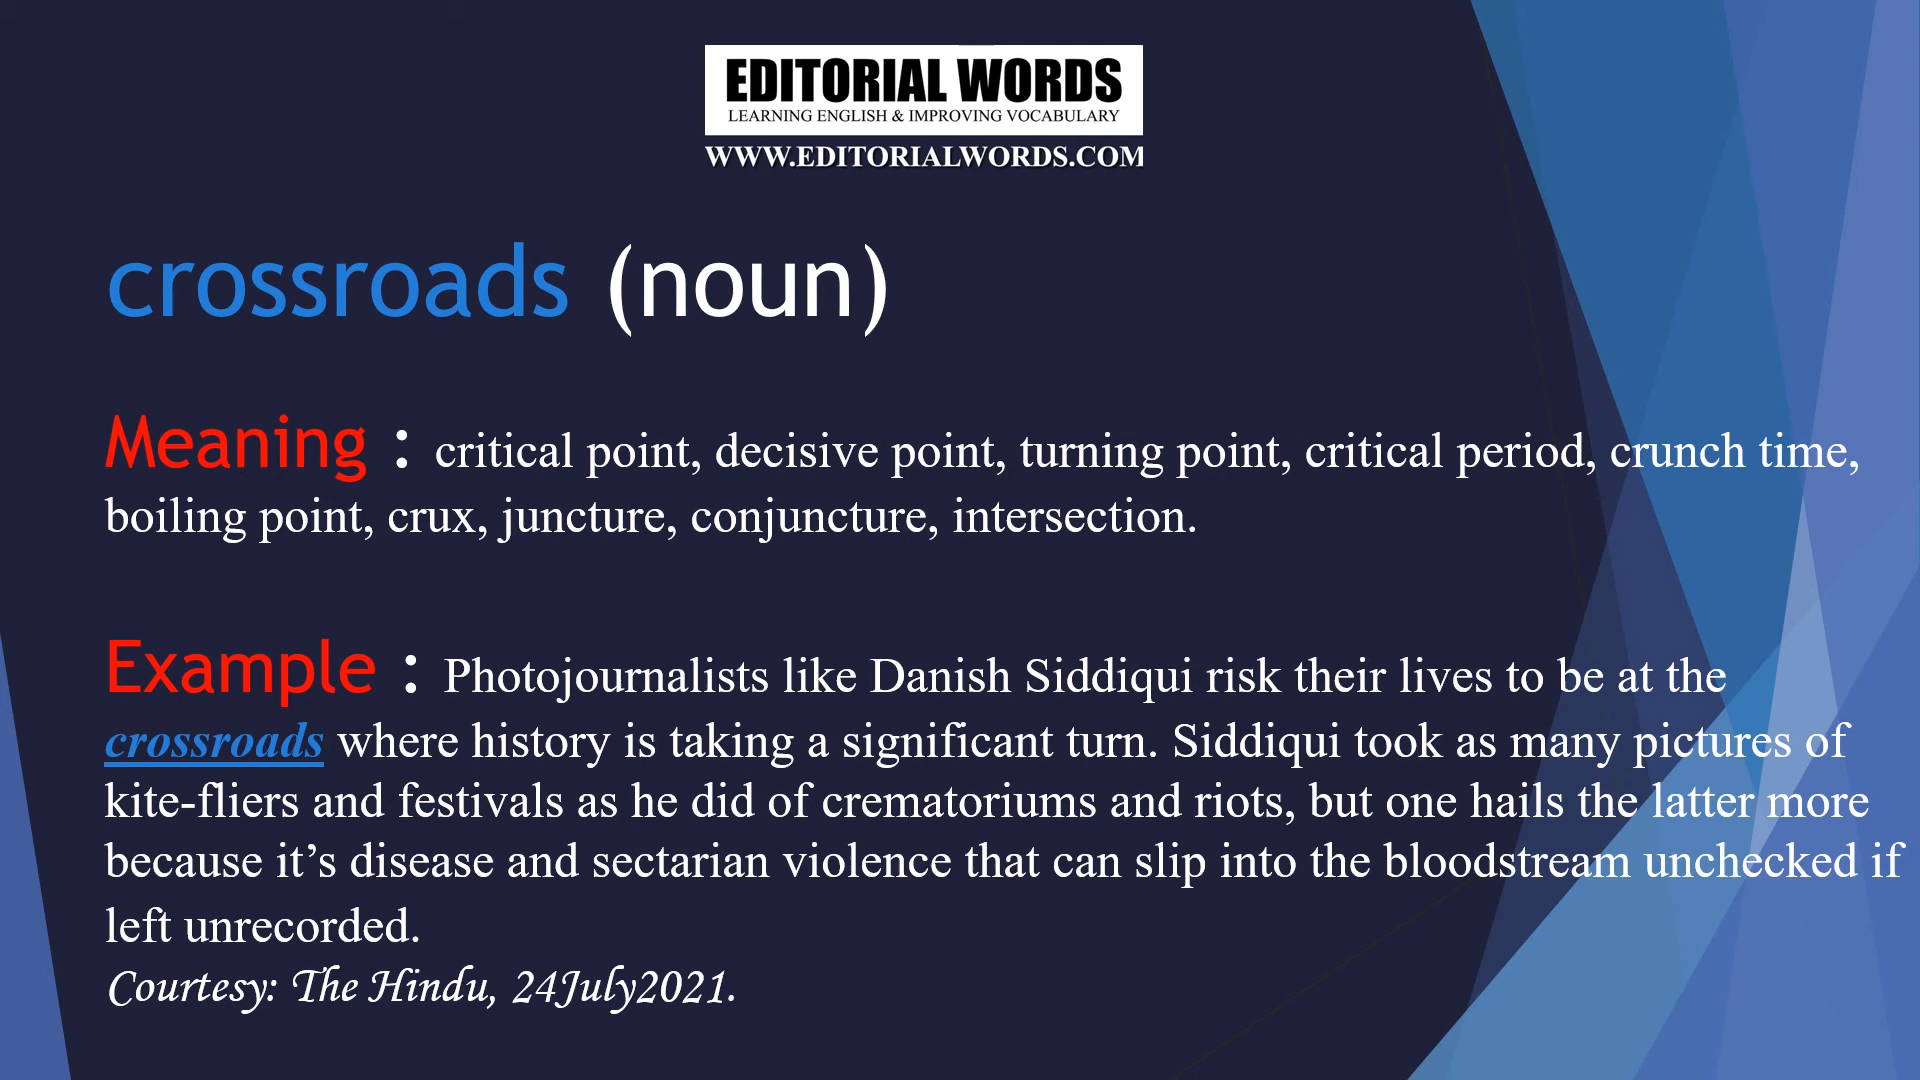 EDITORIAL WORDS
LEARNING ENGLISH & IMPROVING VOCABULARY
WWW.EDITORIALWORDS.COM
crossroads (noun)
Meaning : critical point, decisive point, turning point, critical period, crunch time,
boiling point, crux, juncture, conjuncture, intersection.
Example : Photojournalists like Danish Siddiqui risk their lives to be at the
crossroads where history is taking a significant turn. Siddiqui took as many pictures of
kite-fliers and festivals as he did of crematoriums and riots, but one hails the latter more
because it’s disease and sectarian violence that can slip into the bloodstream unchecked if
left unrecorded.
Courtesy: The Hindu, 24July2021.